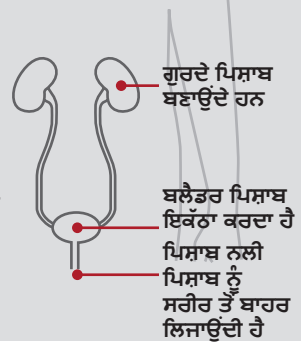 ਗੁਰਦੇ ਪਿਸ਼ਾਬ
ਬਣਾਉਂਦੇ ਹਨ
ਬਲੈਡਰ ਪਿਸ਼ਾਬ
ਇਕੱਠਾ ਕਰਦਾ ਹੈ
ਪਿਸ਼ਾਬ ਨਲੀ
ਪਿਸ਼ਾਬ ਨੂੰ
ਸਰੀਰ ਤੋਂ ਬਾਹਰ
ਲਿਜਾਉਂਦੀ ਹੈ